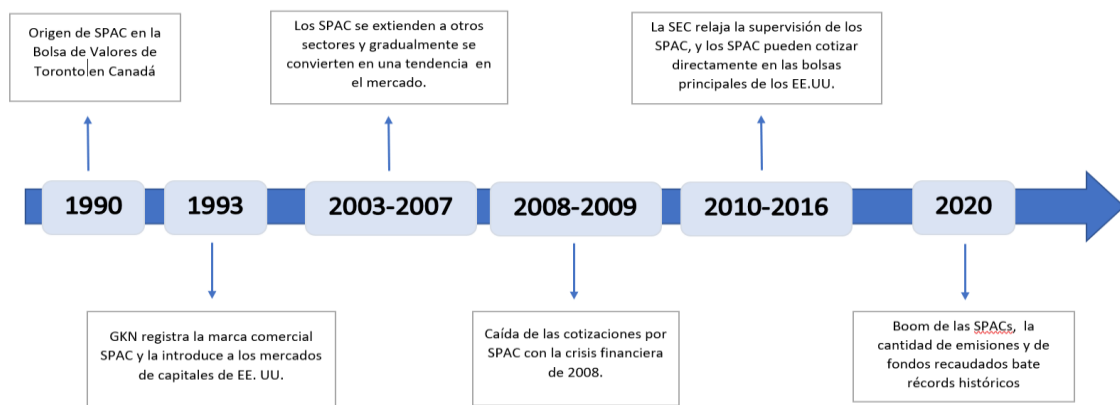 Origen de SPAC en la
Bolsa de Valores de
Toronto en Canadá
Los SPAC se extienden a otros
sectores y gradualmente se
convierten en una tendencia en
el mercado.
La SEC relaja la supervisión de los
SPAC, y los SPAC pueden cotizar
directamente en las bolsas
principales de los EE.UU.
1990
1993
2003-2007
2008-2009
2010-2016
2020
GKN registra la marca comercial
SPAC y la introduce a los mercados
de capitales de EE. UU.
Caída de las cotizaciones por
SPAC con la crisis financiera
de 2008.
Boom de las SPACs, la
cantidad de emisiones y de
fondos recaudados bate
récords históricos